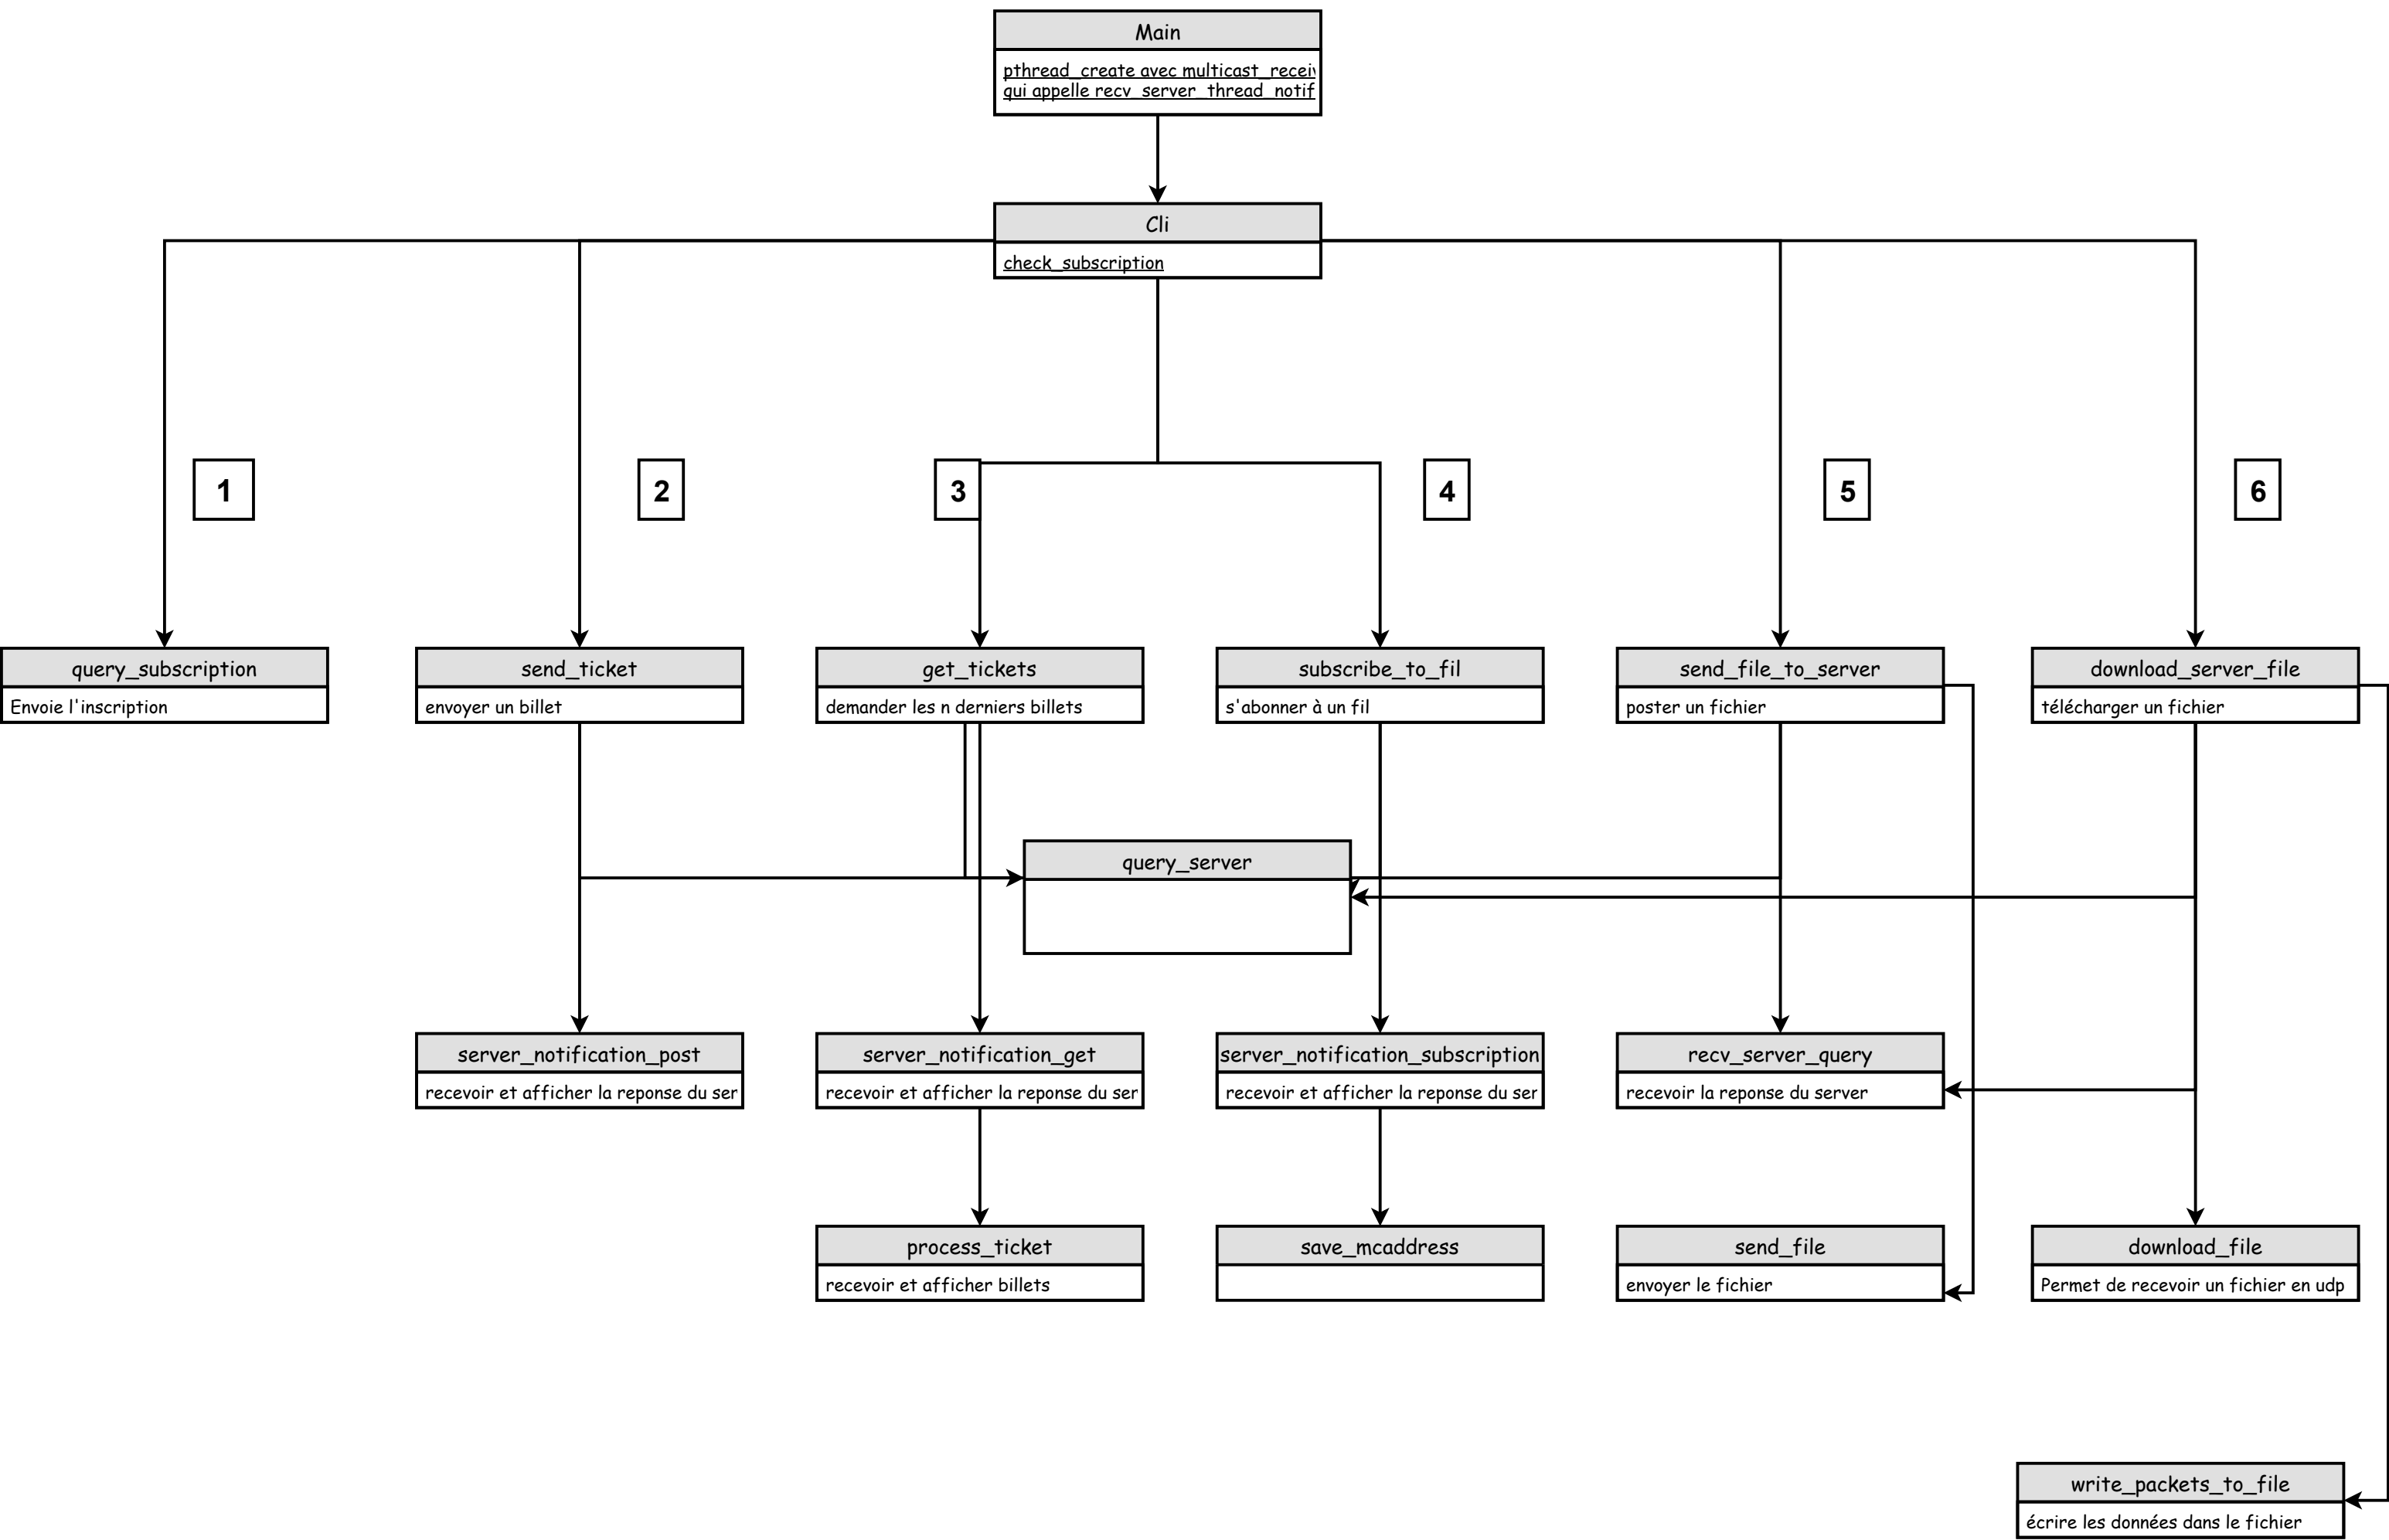 Main
pthread_create avec
qui appelle recv_server_thread_notif
Cli
check_subscription
1
2
3
4
5
6
query_subscription
Envoie l'inscription
send_ticket
envoyer un billet
get_tickets
demander les n derniers billets
subscribe_to_fil
s'abonner à un fil
send_file_to_server
poster un fichier
download_server_file
télécharger un fichier
query_server
server_notification_post
recevoir et afficher la reponse du ser
server_notification_get
recevoir et afficher la reponse du ser
server_notification_subscription
recevoir et afficher la reponse du ser
recv_server_query
recevoir la reponse du server
process_ticket
recevoir et afficher billets
save_mcaddress
send_file
envoyer le fichier
download_file
Permet de recevoir un fichier en udp
write_packets_to_file
écrire les données dans le fichier